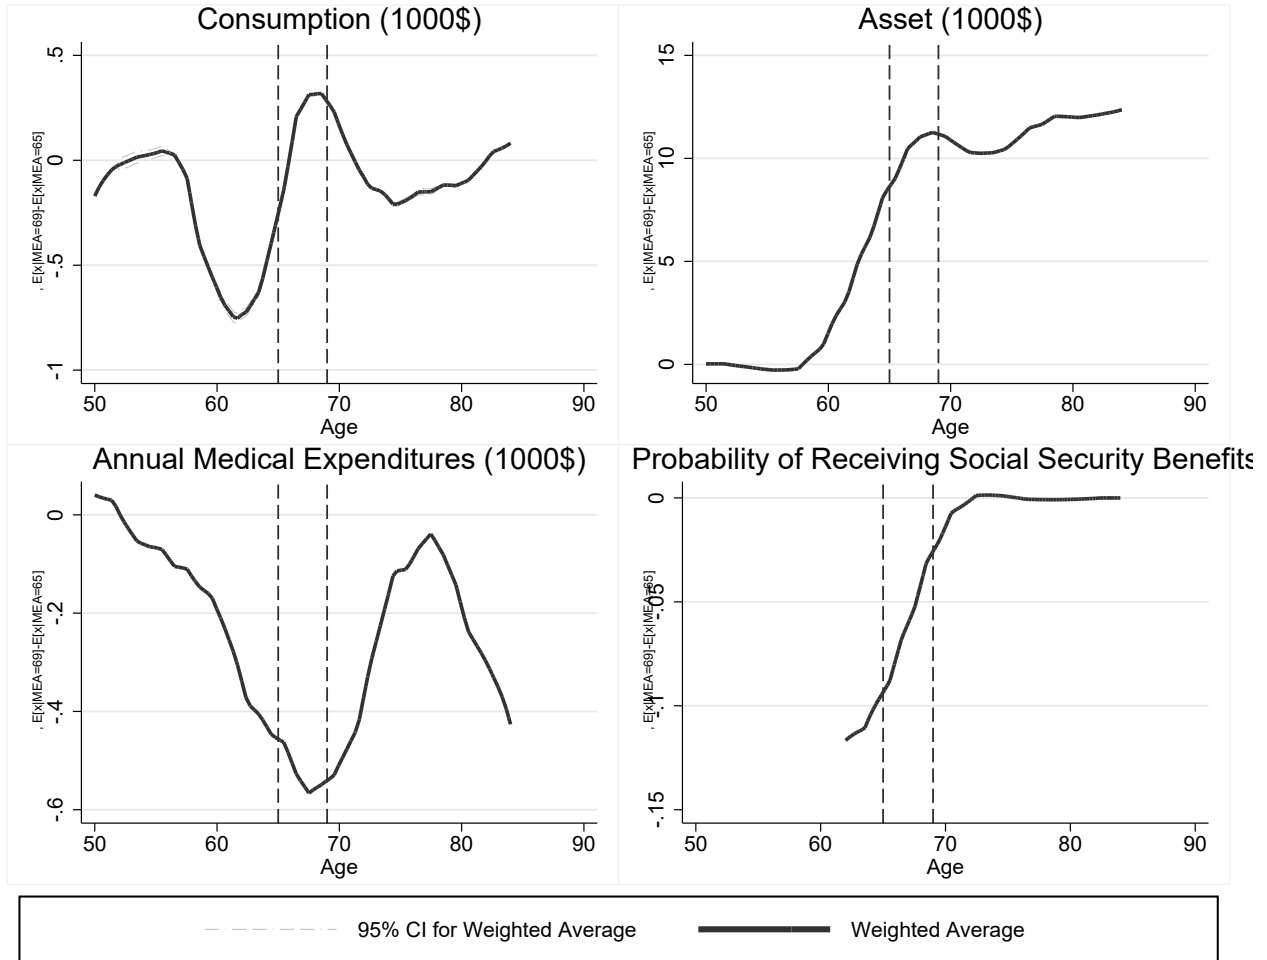 Consumption (1000$)
.5
0
-.5
-1
, E[x|MEA=69]-E[x|MEA=65]
50 60 70 80 90
Age
Asset (1000$)
15
10
5
0
, E[x|MEA=69]-E[x|MEA=65]
50 60 70 80 90
Age
Annual Medical Expenditures (1000$)
0
-.2
-.4
-.6
, E[x|MEA=69]-E[x|MEA=65]
50 60 70 80 90
Age
Probability of Receiving Social Security Benefits
0
-.05
-.1
-.15
, E[x|MEA=69]-E[x|MEA=65]
50 60 70 80 90
Age
95% CI for Weighted Average
Weighted Average